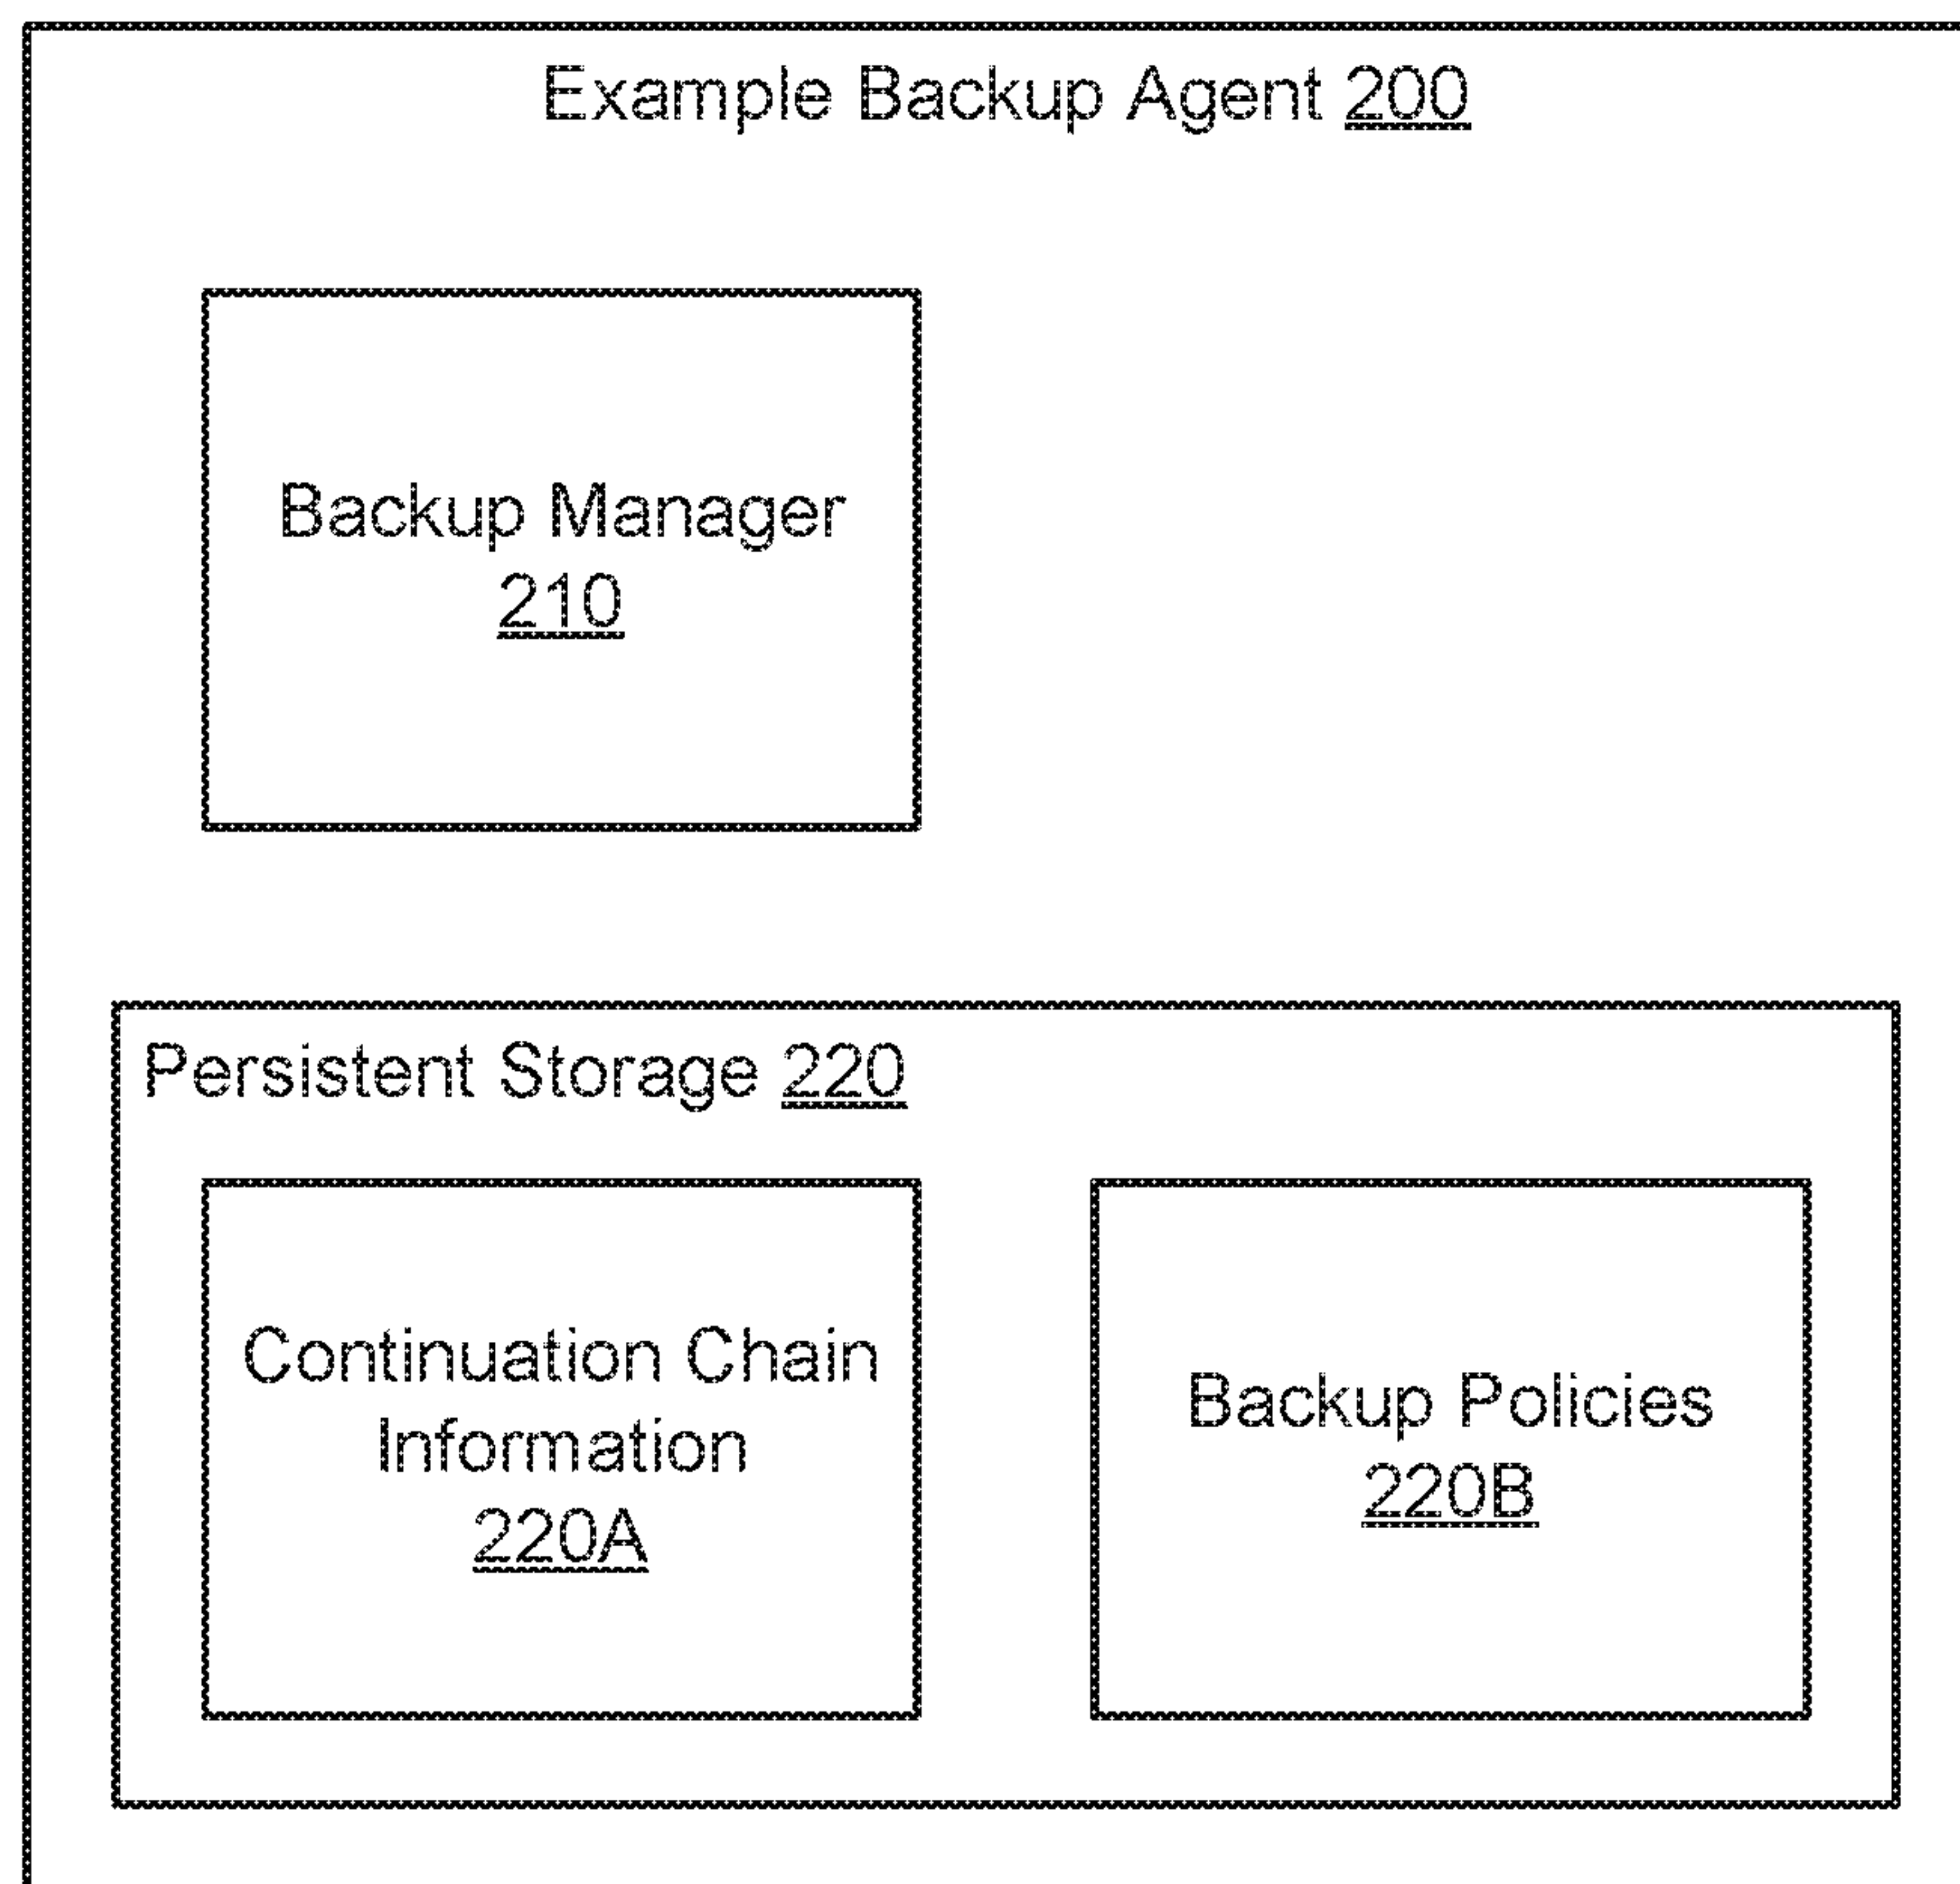 Example Backup Agent 200
Backup Manager
210
Persistent Storage 220
Continuation Chain
Information
220A
Backup Policies
220B